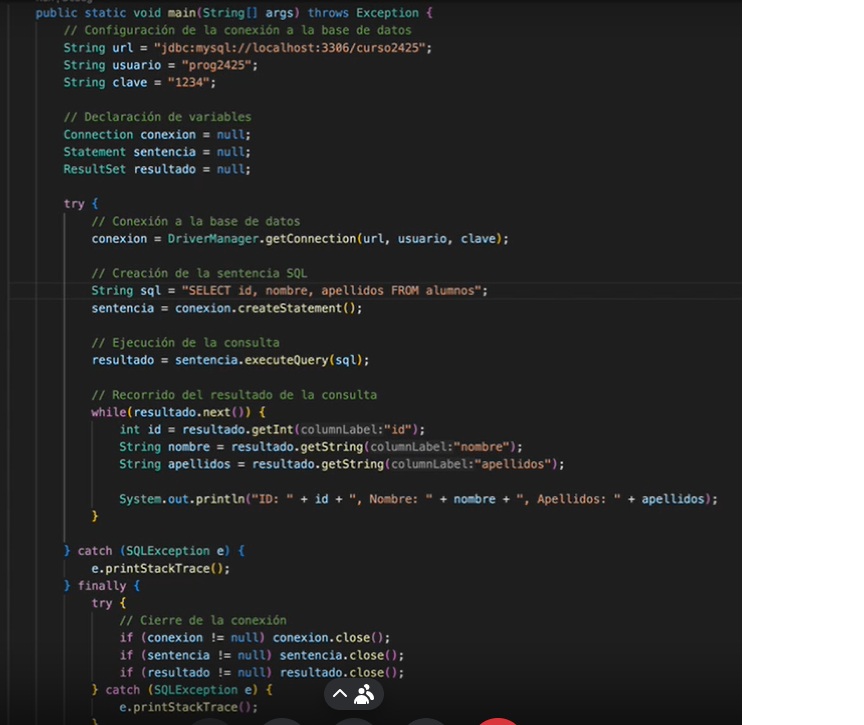 public static void main(String[] args) throws Exception {
// Configuración de la conexión a la base de datos
String url = "jdbc:mysql://localhost:3306/curso2425";
String usuario = "prog2425";
String clave = "1234";
// Declaración de variables
Connection conexion = null;
Statement sentencia = null;
ResultSet resultado = null;
try {
// Conexión a la base de datos
conexion = DriverManager.getConnection(url, usuario, clave);
// Creación de la sentencia SQL
String sql = "SELECT id, nombre, apellidos FROM alumnos";
sentencia = conexion.createStatement();
// Ejecución de la consulta
resultado = sentencia.executeQuery(sql);
// Recorrido del resultado de la consulta
while(resultado.next()) {
int id = resultado.getInt(columnLabel:"id");
String nombre = resultado.getString(columnLabel:"nombre");
String apellidos = resultado.getString(columnLabel:"apellidos");
System.out.println("ID: " + id + ", Nombre: " + nombre + ", Apellidos: " + apellidos);
}
} catch (SQLException e) {
e.printStackTrace();
} finally {
try {
// Cierre de la conexión
if (conexion != null) conexion.close();
if (sentencia != null) sentencia.close();
if (resultado != null) resultado.close();
} catch (SQLException e) {
e.printStackTrace();
}